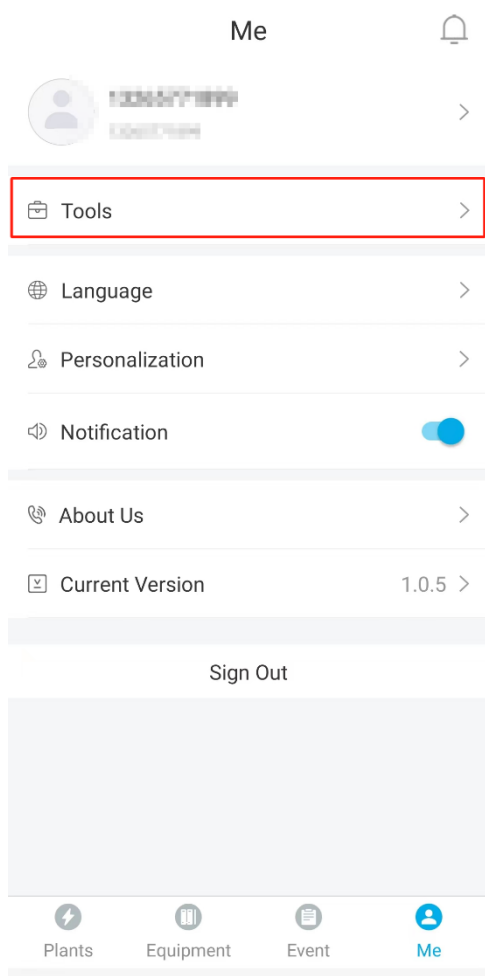 Me
Tools
Language
Personalization
Notification
About Us
Current Version 1.0.5
Sign Out
Plants Equipment Event Me